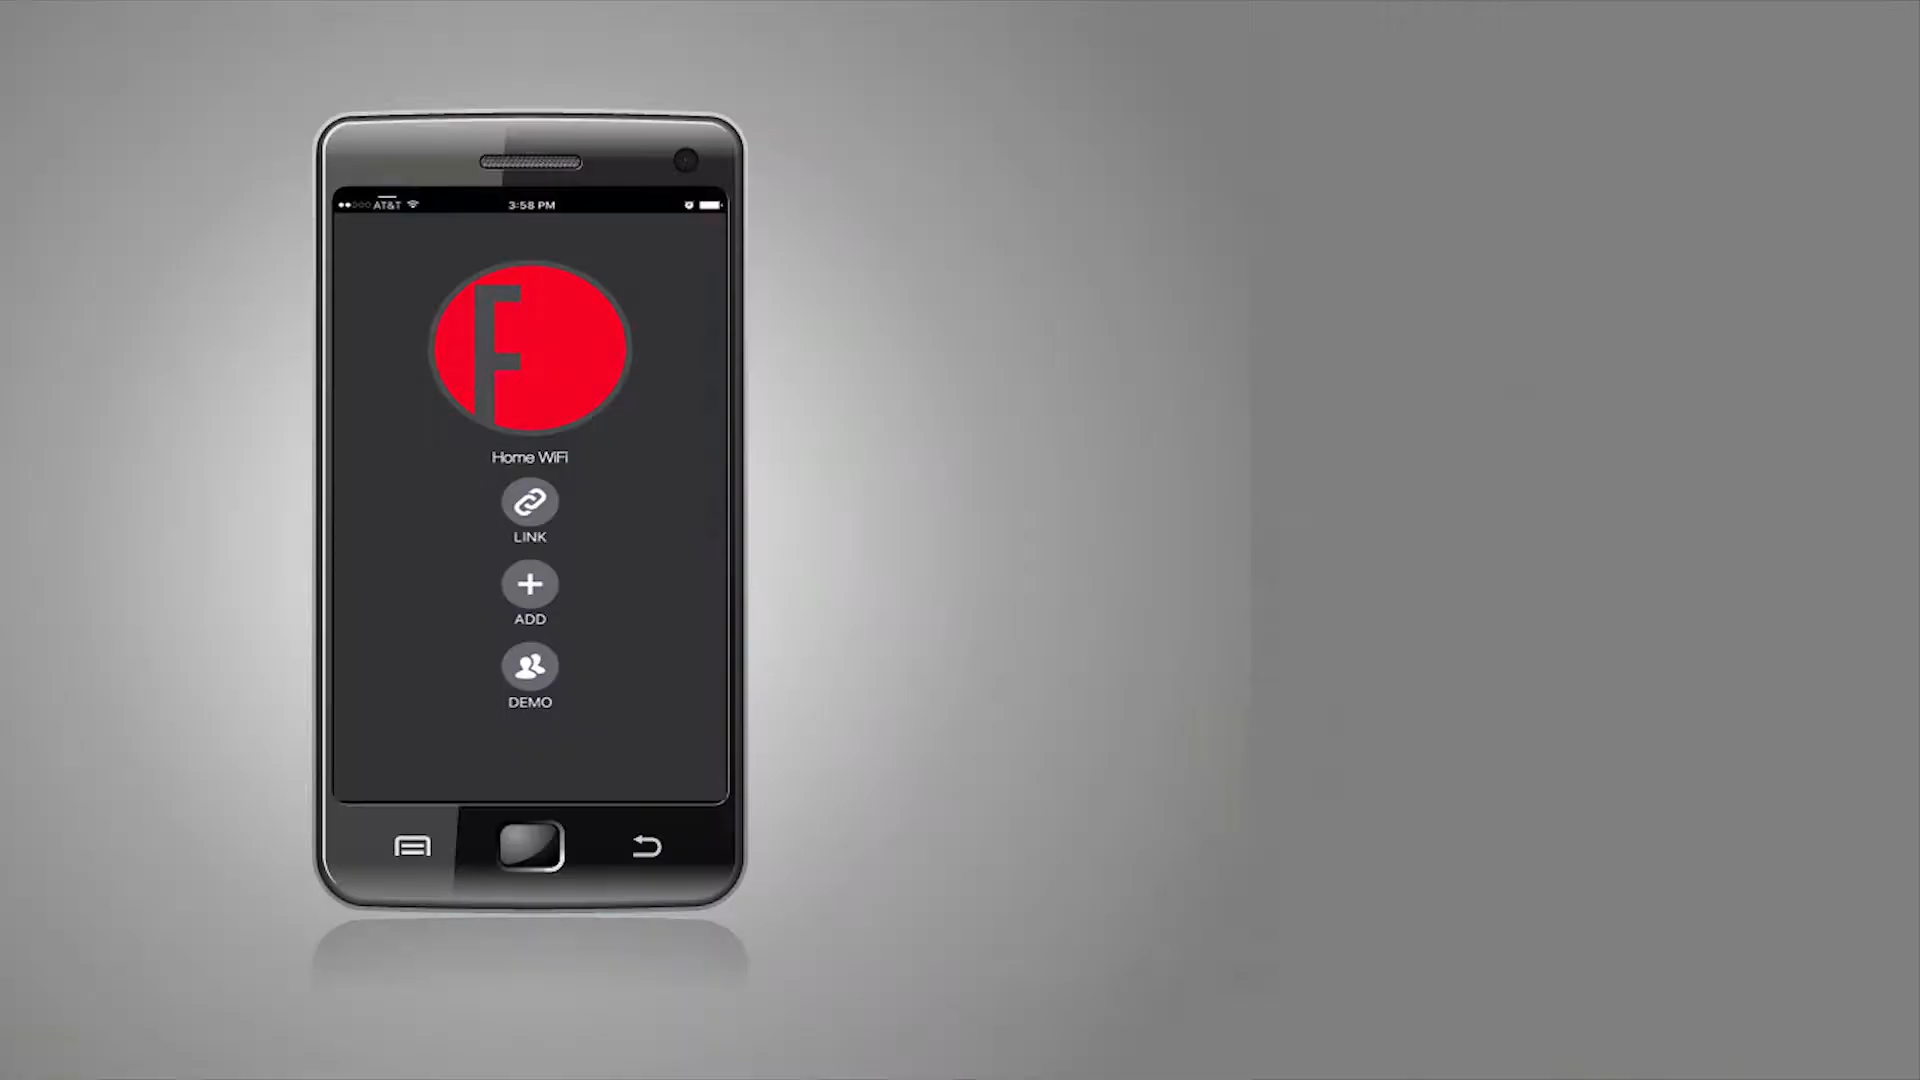 AT&T
3:58 PM
F
Home WiFi
LINK
ADD
DEMO